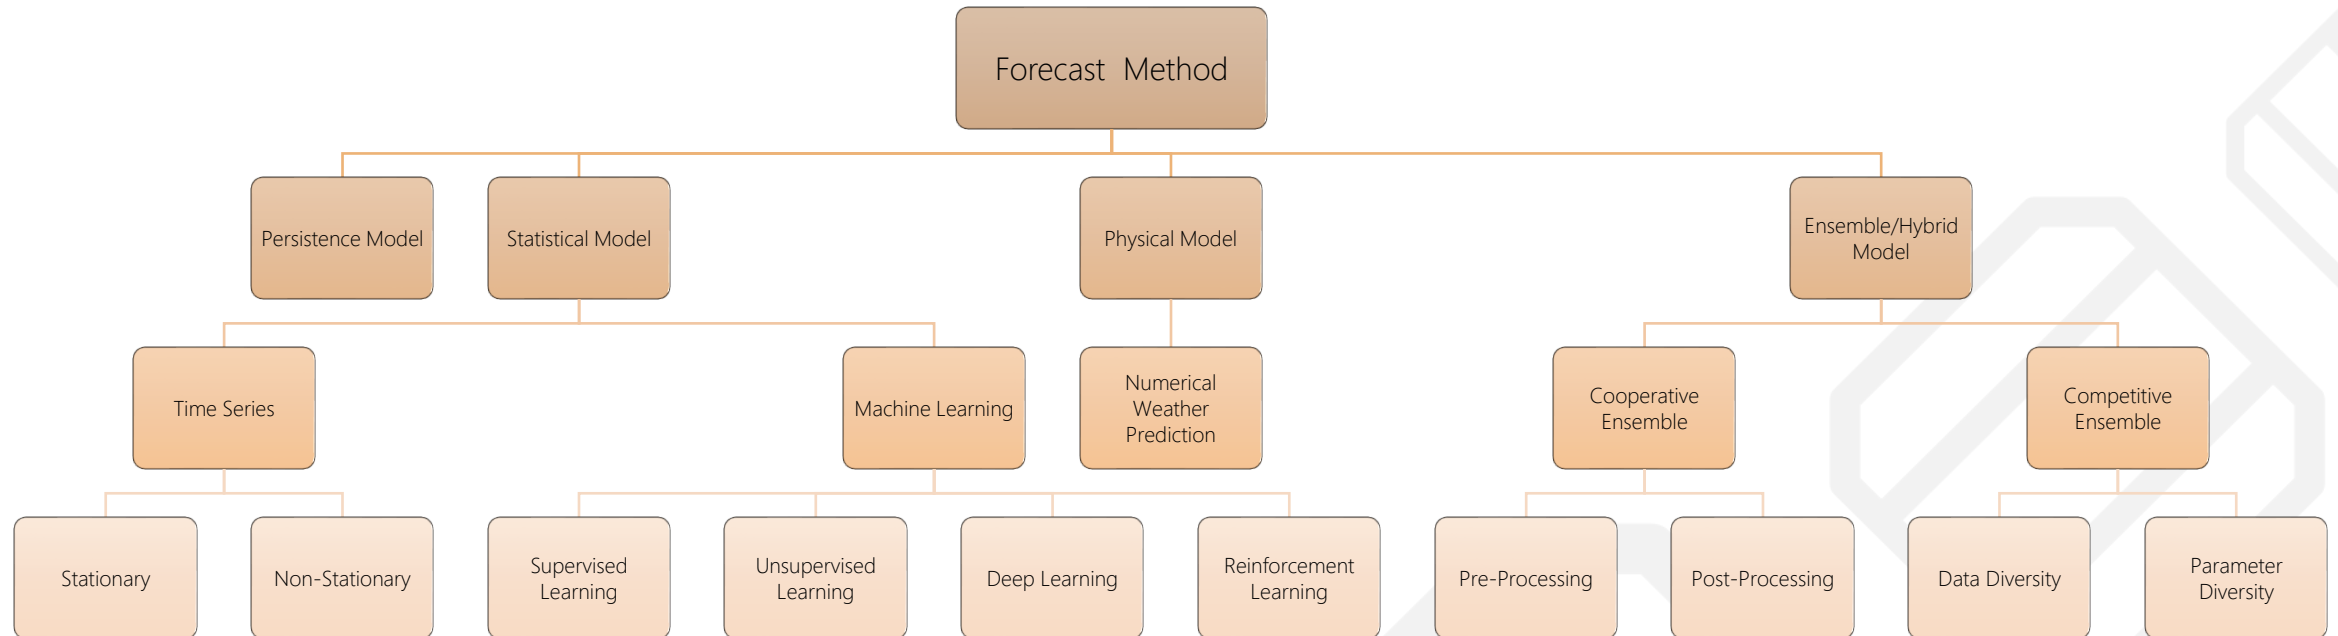 Forecast Method
Persistence Model
Statistical Model
Physical Model
Ensemble/Hybrid
Model
Time Series
Machine Learning
Numerical
Weather
Prediction
Cooperative
Ensemble
Competitive
Ensemble
Stationary
Non-Stationary
Supervised
Learning
Unsupervised
Learning
Deep Learning
Reinforcement
Learning
Pre-Processing
Post-Processing
Data Diversity
Parameter
Diversity